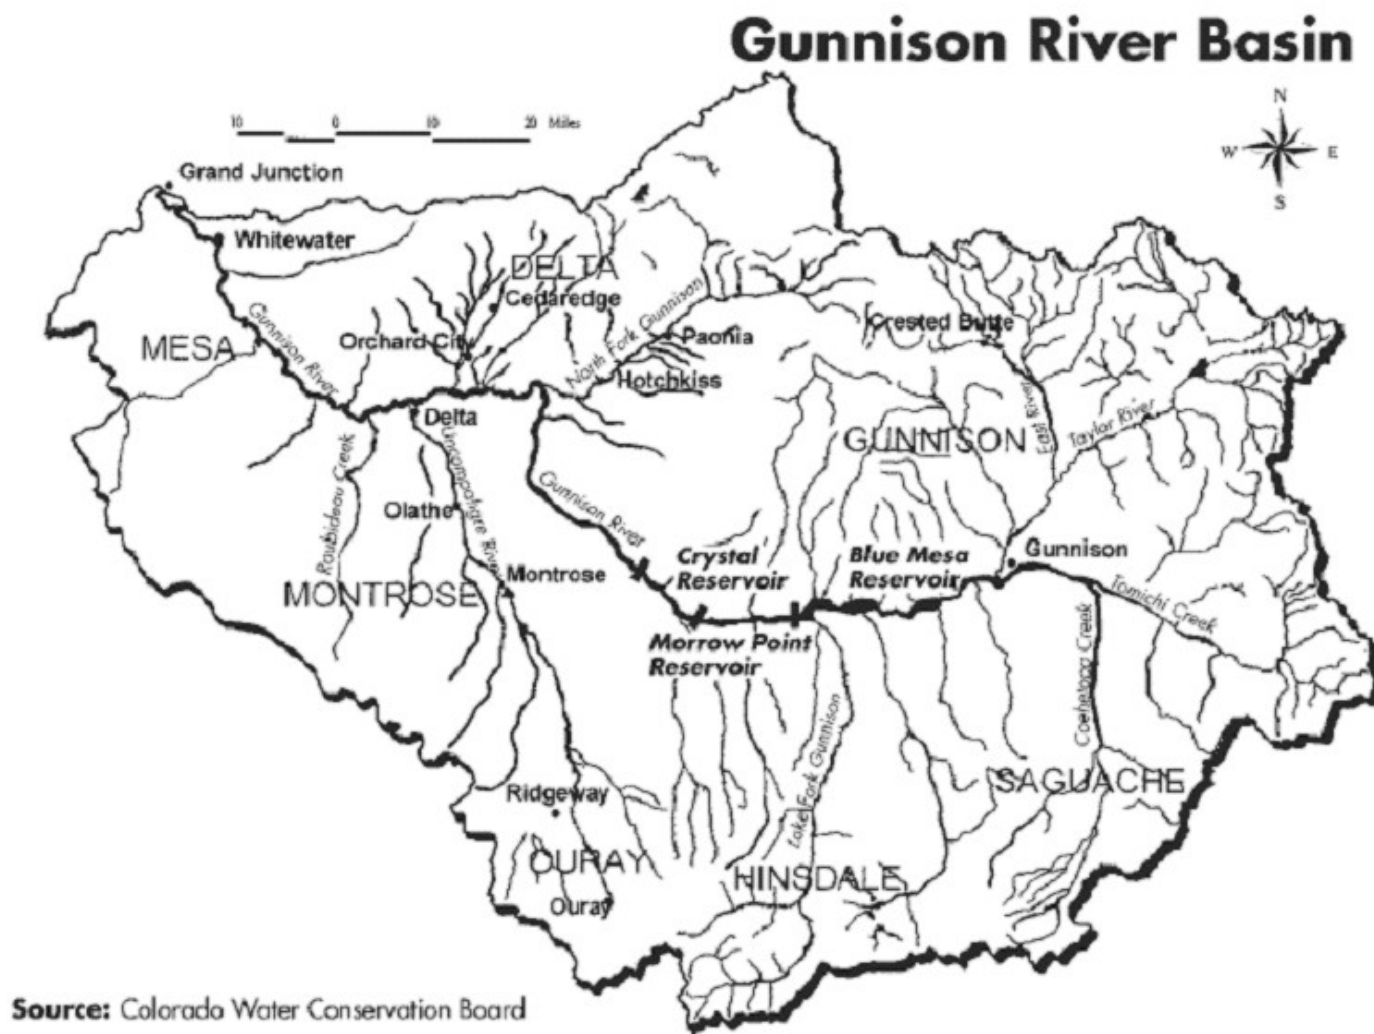 Gunnison River Basin
10 0 10 20 Miles
N
W E
S
Grand Junction
Whitewater
DELTA
Cedaredge
Gunnison River
North Fork Gunnison
MESA
Orchard City
Paonia
Crested Butte
Hotchkiss
Delta
East River
Taylor River
GUNNISON
Roubideau Creek
Uncompahgre River
Olathe
Gunnison River
Crystal
Reservoir
Blue Mesa
Reservoir
Gunnison
Montrose
MONTROSE
Tomichi Creek
Morrow Point
Reservoir
Cochetopa Creek
Lake Fork Gunnison
SAGUACHE
Ridgeway
OURAY
HINSDALE
Ouray
Source: Colorado Water Conservation Board